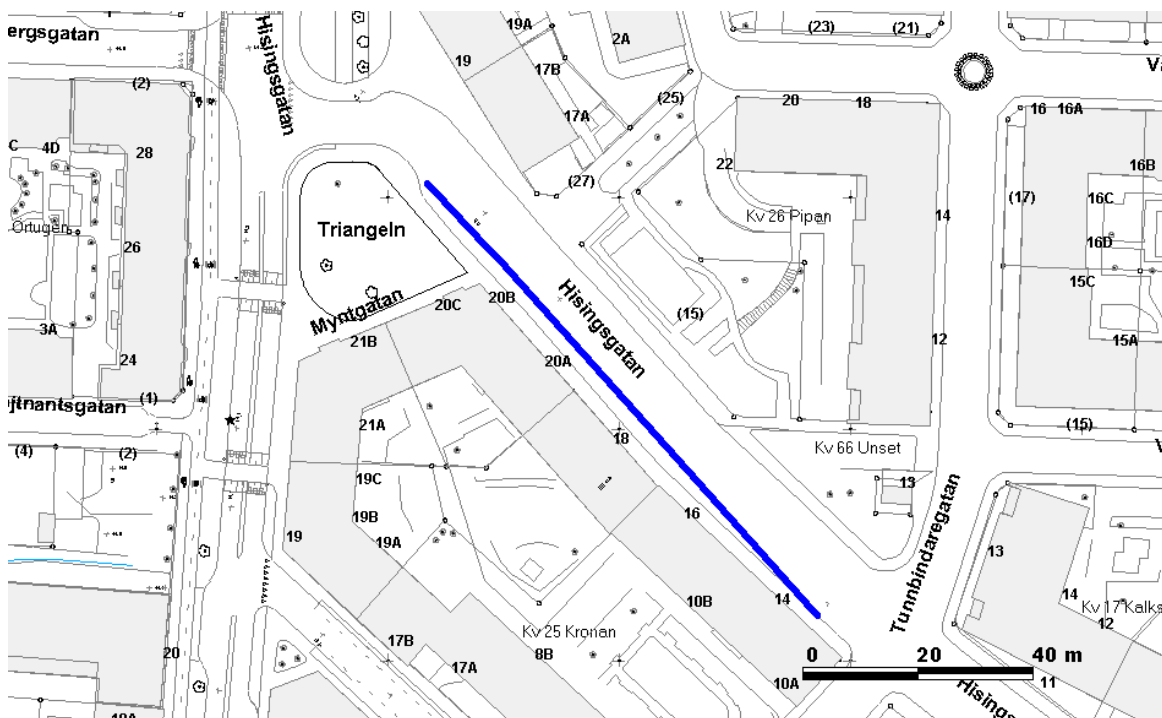 ergsgatan
Hisingsgatan
19A
2A
(23)
(21)
19
17B
(2)
(25)
20
18
16
16A
17A
C
4D
28
22
16B
(27)
(17)
16C
Ortugen
Kv 26 Pipan
14
Triangeln
26
16D
15C
Hisingsgatan
20C
20B
Myntgatan
(15)
3A
21B
12
15A
24
20A
jtnantsgatan
(1)
21A
18
(15)
(4)
(2)
Kv 66 Unset
19C
13
16
19B
19
19A
Tunnbindaregatan
13
14
10B
14
Kv 17 Kalks
12
Kv 25 Kronan
17B
8B
20
17A
0 20 40 m
10A
11
Hisings
19A